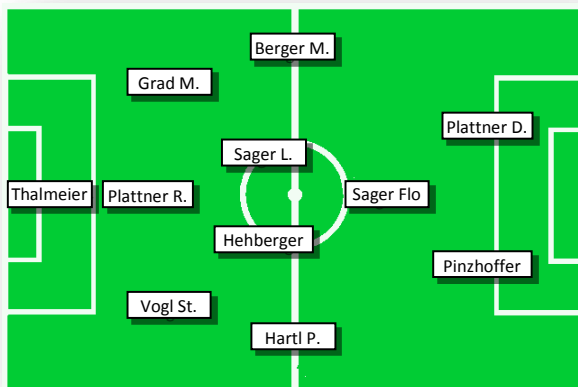 Berger M.
Grad M.
Plattner D.
Sager L.
Thalmeier
Plattner R.
Sager Flo
Hehberger
Pinzhoffer
Vogl St.
Hartl P.